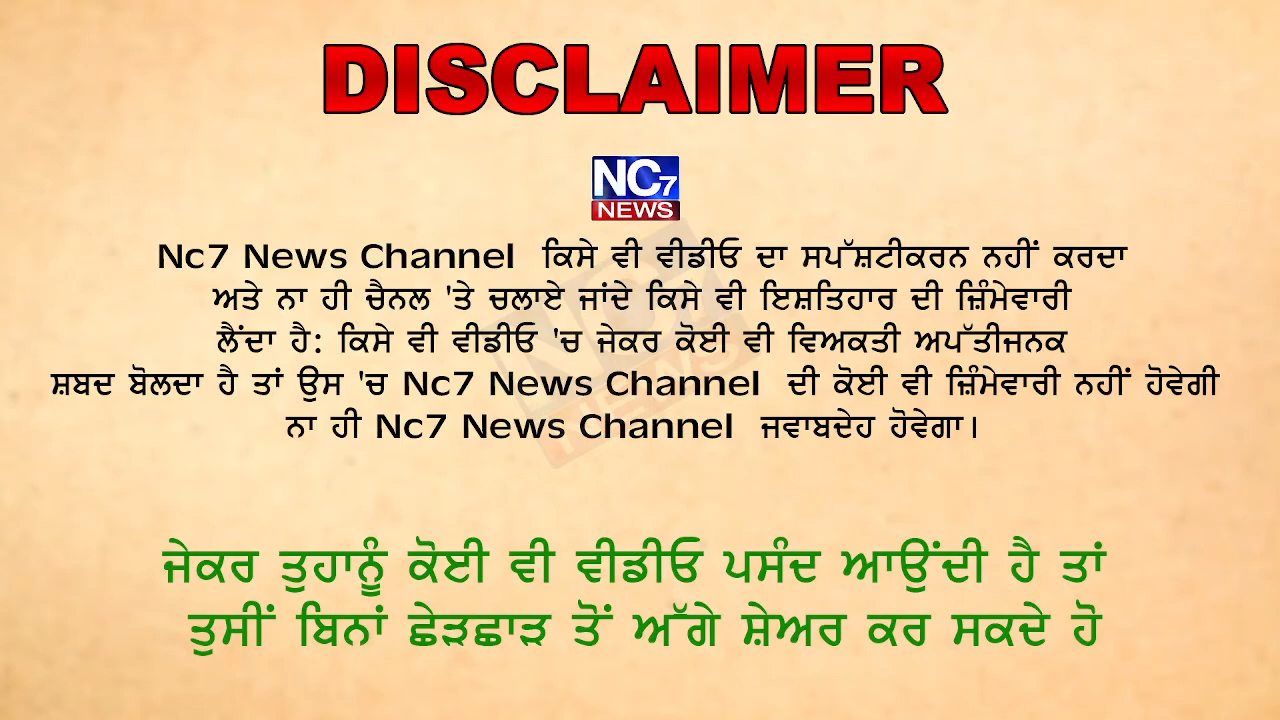 DISCLAIMER
NC7
NEWS
Nc7 News Channel ਕਿਸੇ ਵੀ ਵੀਡੀਓ ਦਾ ਸਪੱਸ਼ਟੀਕਰਨ ਨਹੀਂ ਕਰਦਾ
ਅਤੇ ਨਾ ਹੀ ਚੈਨਲ 'ਤੇ ਚਲਾਏ ਜਾਂਦੇ ਕਿਸੇ ਵੀ ਇਸ਼ਤਿਹਾਰ ਦੀ ਜ਼ਿੰਮੇਵਾਰੀ
ਲੈਂਦਾ ਹੈ: ਕਿਸੇ ਵੀ ਵੀਡੀਓ 'ਚ ਜੇਕਰ ਕੋਈ ਵੀ ਵਿਅਕਤੀ ਅਪੱਤੀਜਨਕ
ਸ਼ਬਦ ਬੋਲਦਾ ਹੈ ਤਾਂ ਉਸ 'ਚ Nc7 News Channel ਦੀ ਕੋਈ ਵੀ ਜ਼ਿੰਮੇਵਾਰੀ ਨਹੀਂ ਹੋਵੇਗੀ
ਨਾ ਹੀ Nc7 News Channel ਜਵਾਬਦੇਹ ਹੋਵੇਗਾ।
ਜੇਕਰ ਤੁਹਾਨੂੰ ਕੋਈ ਵੀ ਵੀਡੀਓ ਪਸੰਦ ਆਉਂਦੀ ਹੈ ਤਾਂ
ਤੁਸੀਂ ਬਿਨਾਂ ਛੇੜਛਾੜ ਤੋਂ ਅੱਗੇ ਸ਼ੇਅਰ ਕਰ ਸਕਦੇ ਹੋ